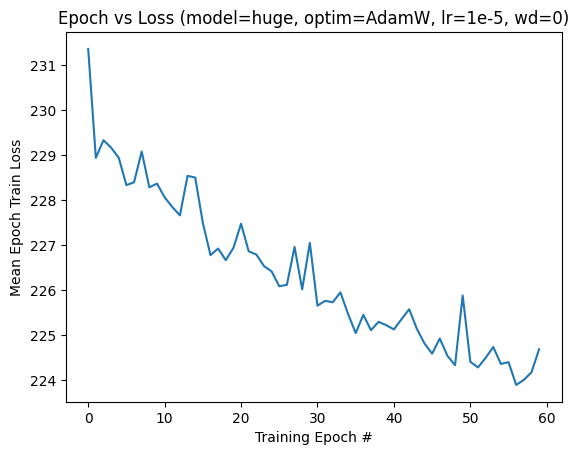 Epoch vs Loss (model=huge, optim=AdamW, lr=1e-5, wd=0)
231
230
229
228
227
226
225
224
Mean Epoch Train Loss
0 10 20 30 40 50 60
Training Epoch #